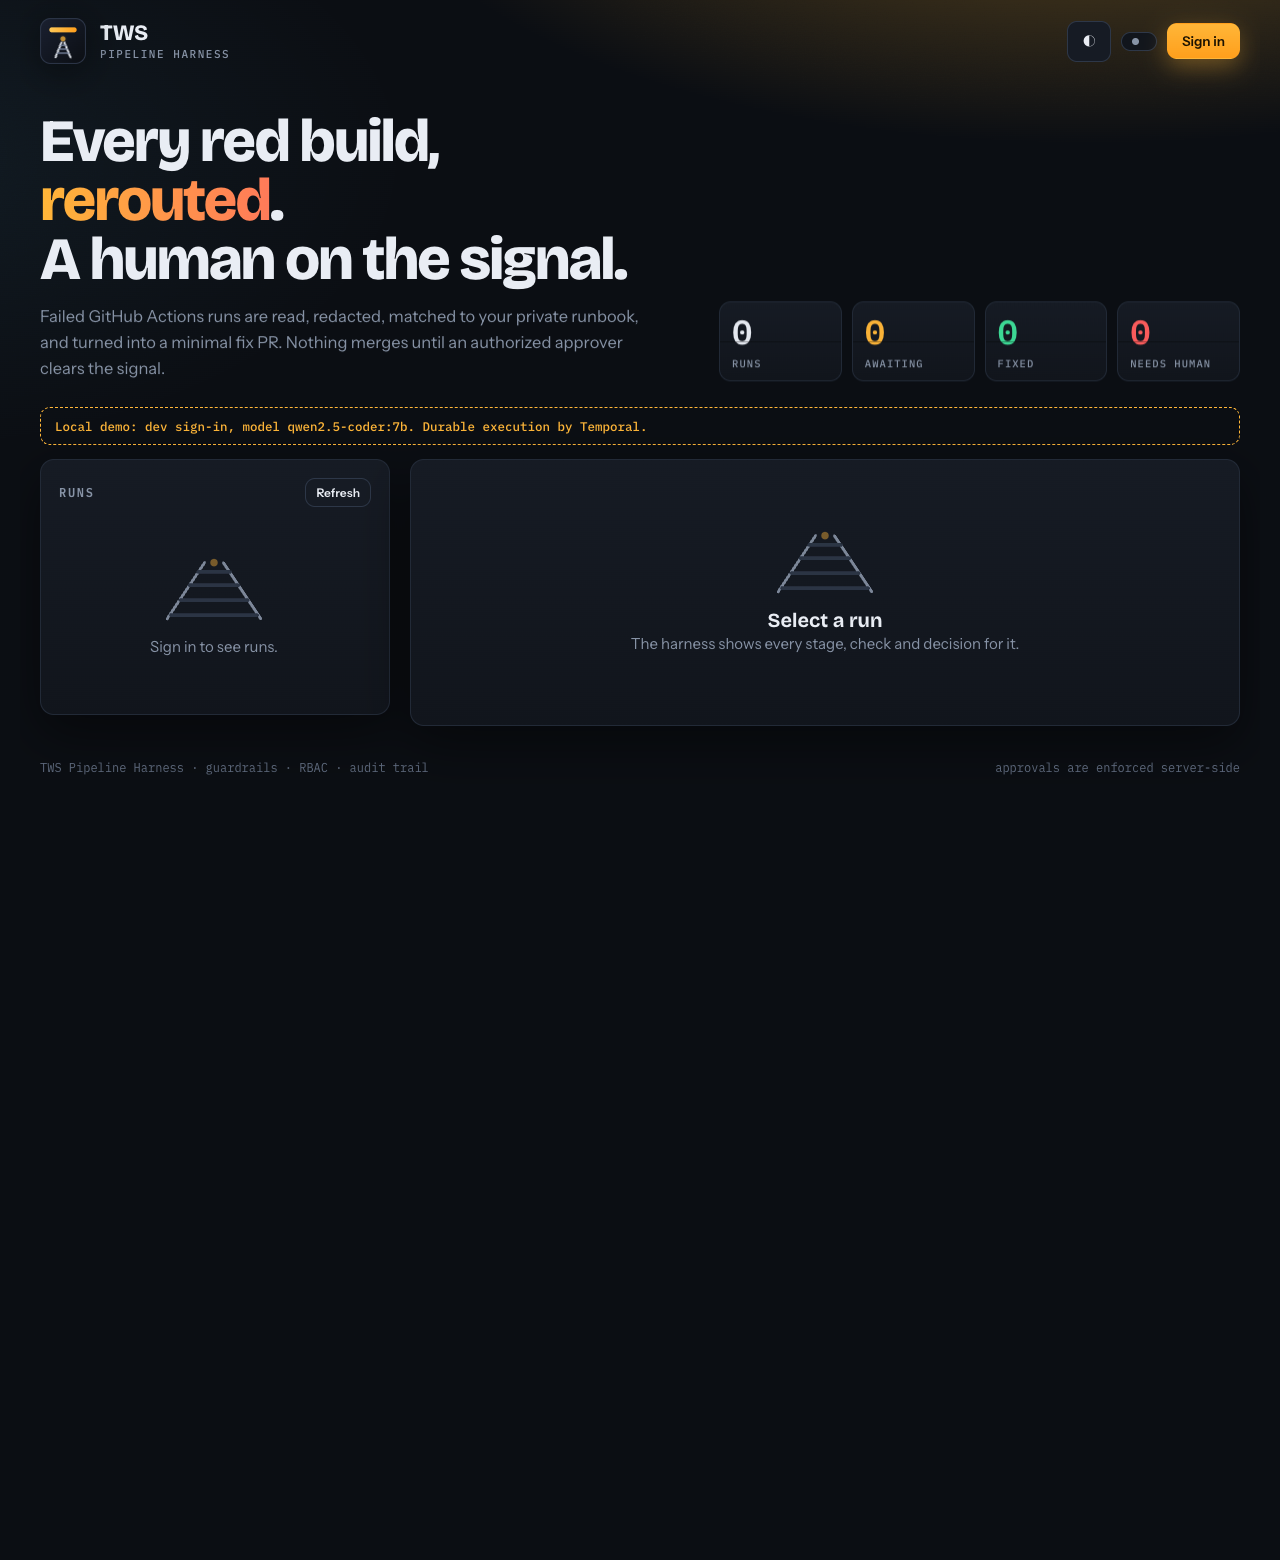 TWS
PIPELINE HARNESS
Sign in
Every red build,
rerouted.
A human on the signal.
Failed GitHub Actions runs are read, redacted, matched to your private runbook,
and turned into a minimal fix PR. Nothing merges until an authorized approver
clears the signal.
0
RUNS
0
AWAITING
0
FIXED
0
NEEDS HUMAN
Local demo: dev sign-in, model qwen2.5-coder:7b. Durable execution by Temporal.
RUNS
Refresh
Sign in to see runs.
Select a run
The harness shows every stage, check and decision for it.
TWS Pipeline Harness · guardrails · RBAC · audit trail
approvals are enforced server-side